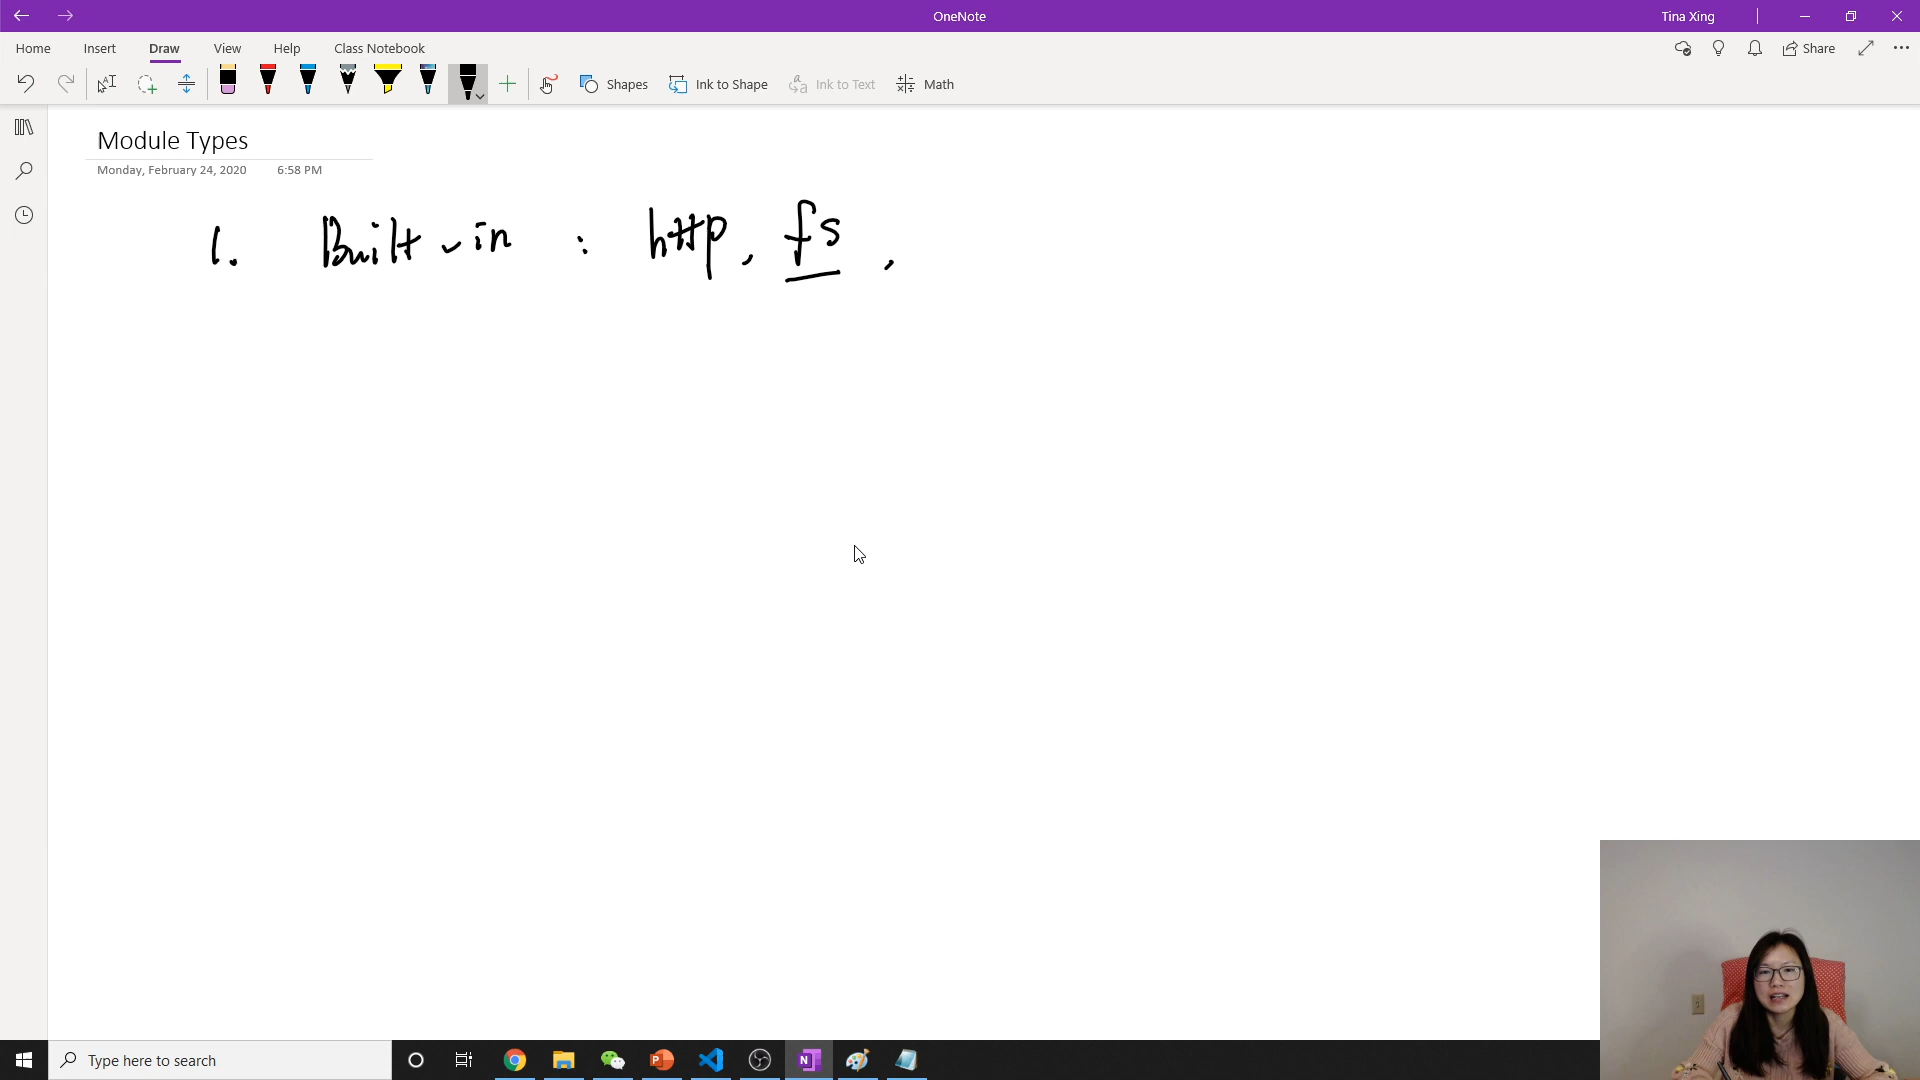 OneNote
Tina Xing
Home Insert Draw View Help Class Notebook
Share
Shapes Ink to Shape Ink to Text Math
Module Types
Monday, February 24, 2020 6:58 PM
1. Built-in : http, fs,
Type here to search